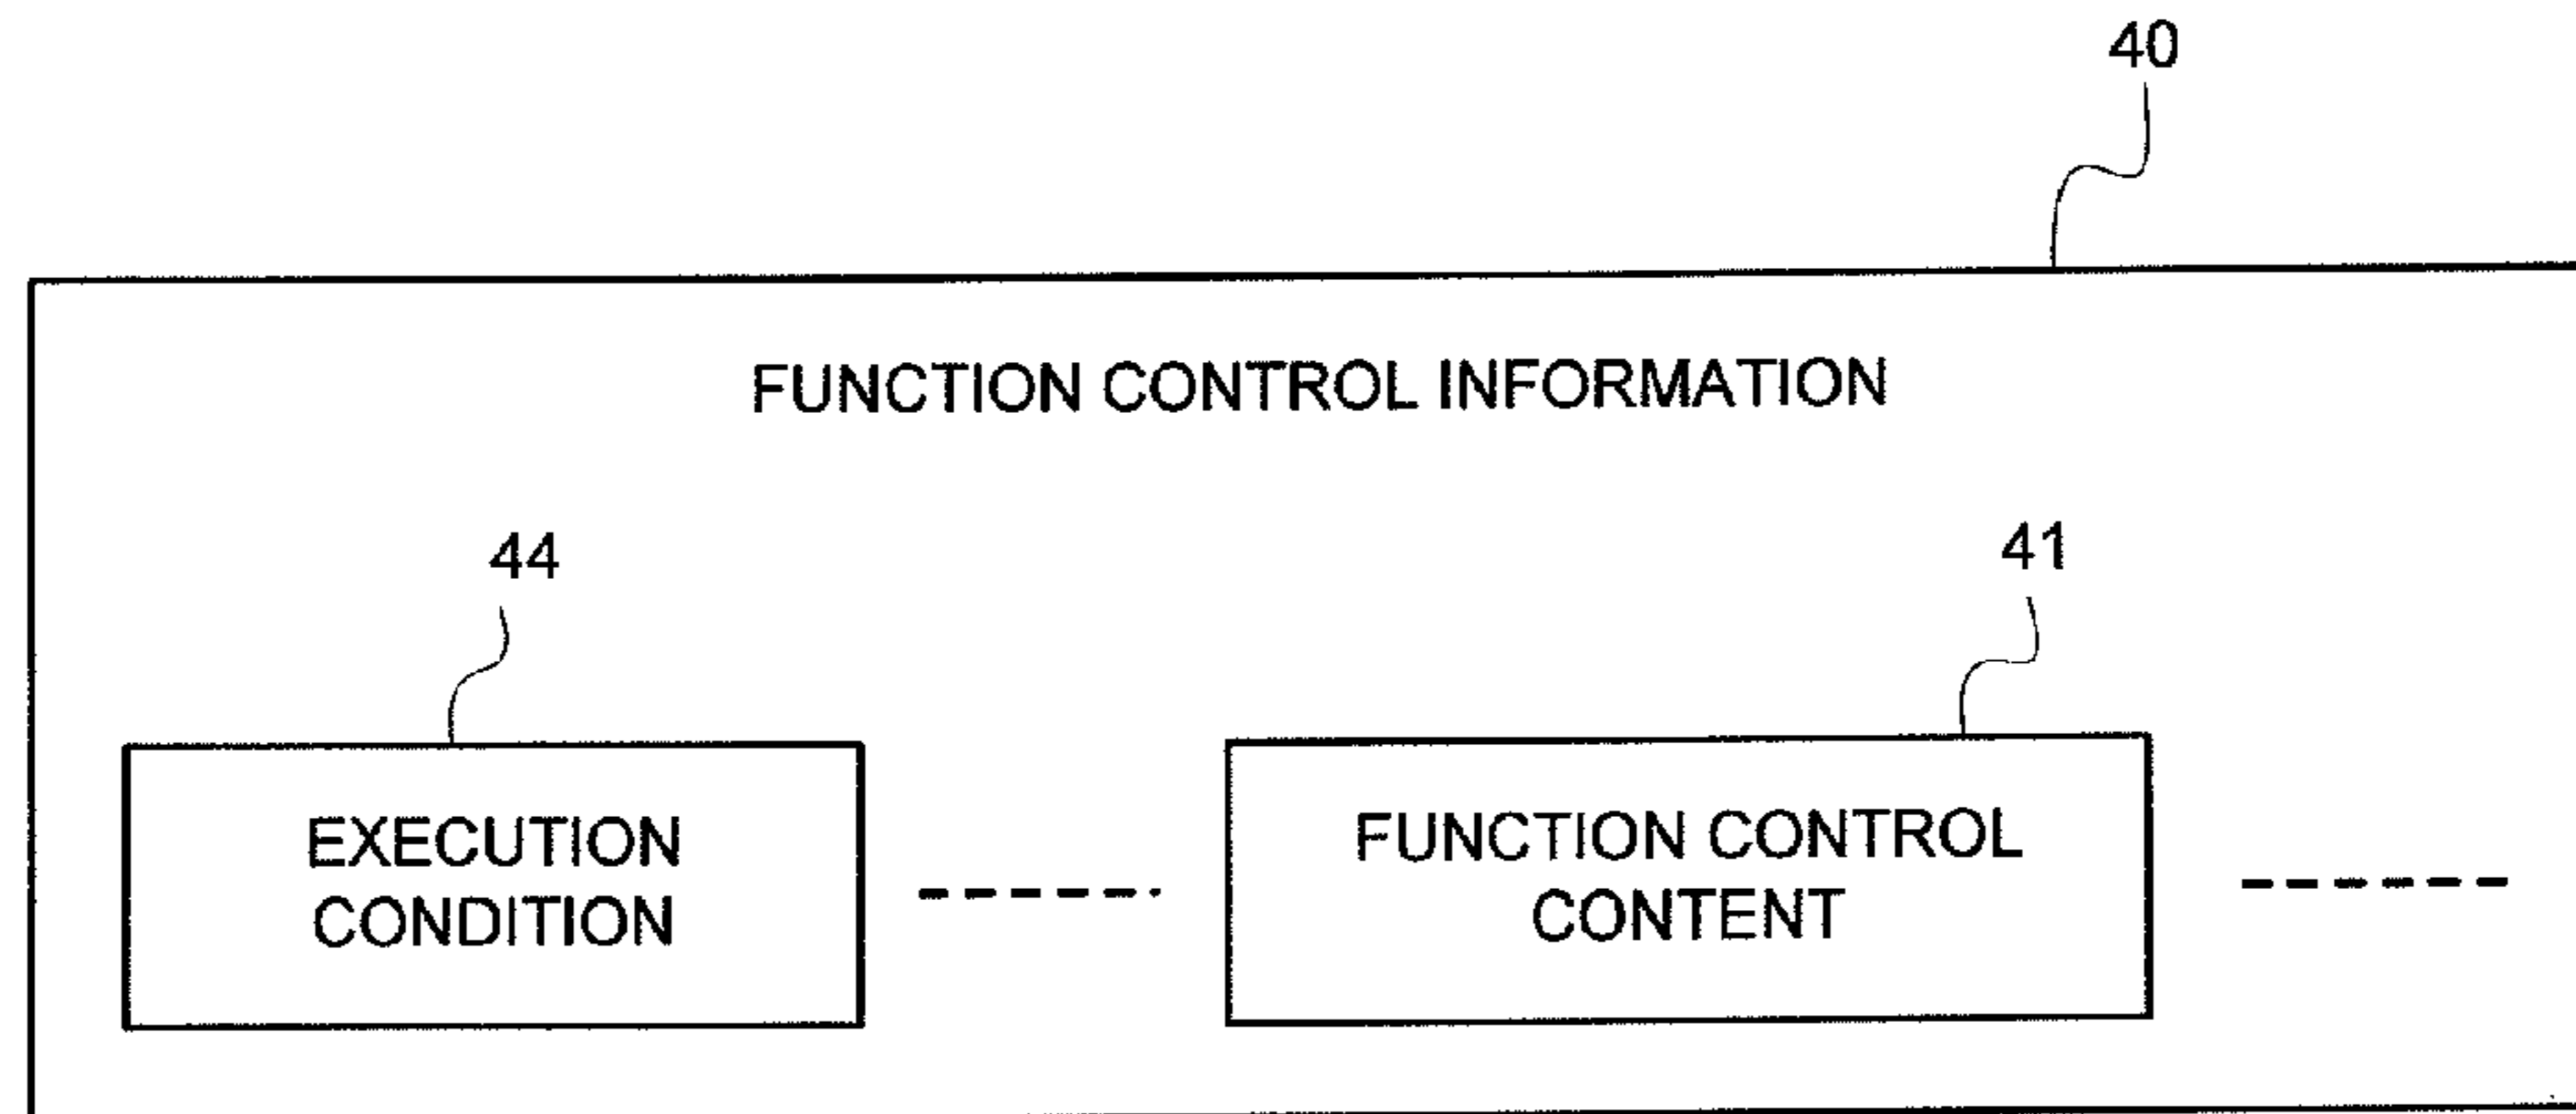 40
FUNCTION CONTROL INFORMATION
44
41
EXECUTION
CONDITION
FUNCTION CONTROL
CONTENT